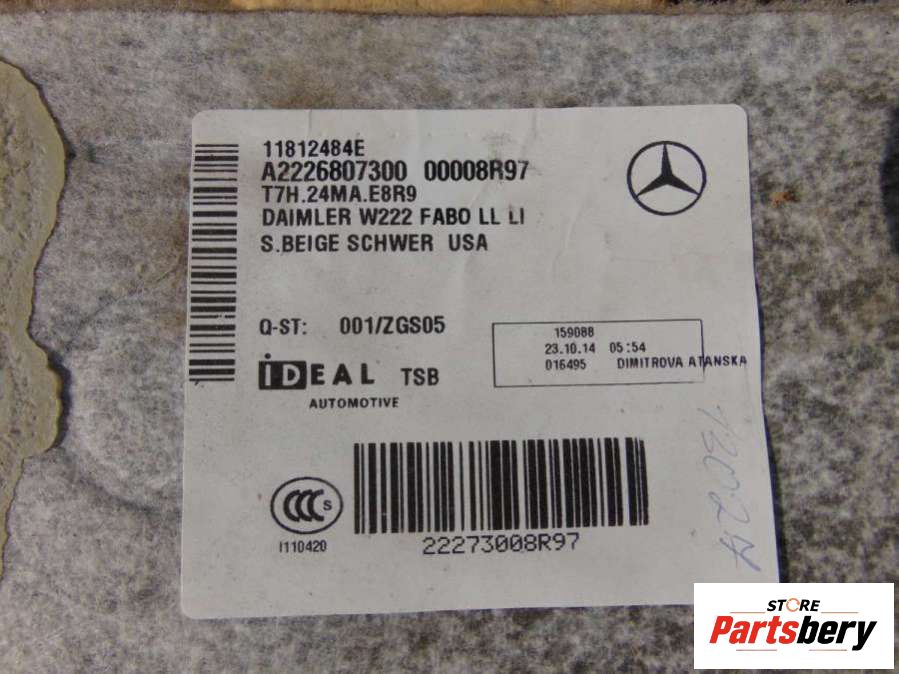 11812484E
A2226807300 00008R97
T7H.24MA.E8R9
DAIMLER W222 FABO LL LI
S.BEIGE SCHWER USA
Q-ST: 001/ZGS05
159088
23.10.14 05:54
016495 DIMITROVA ATANSKA
IDEAL TSB
AUTOMOTIVE
CCC S
I110420
22273008R97
STORE
Partsbery